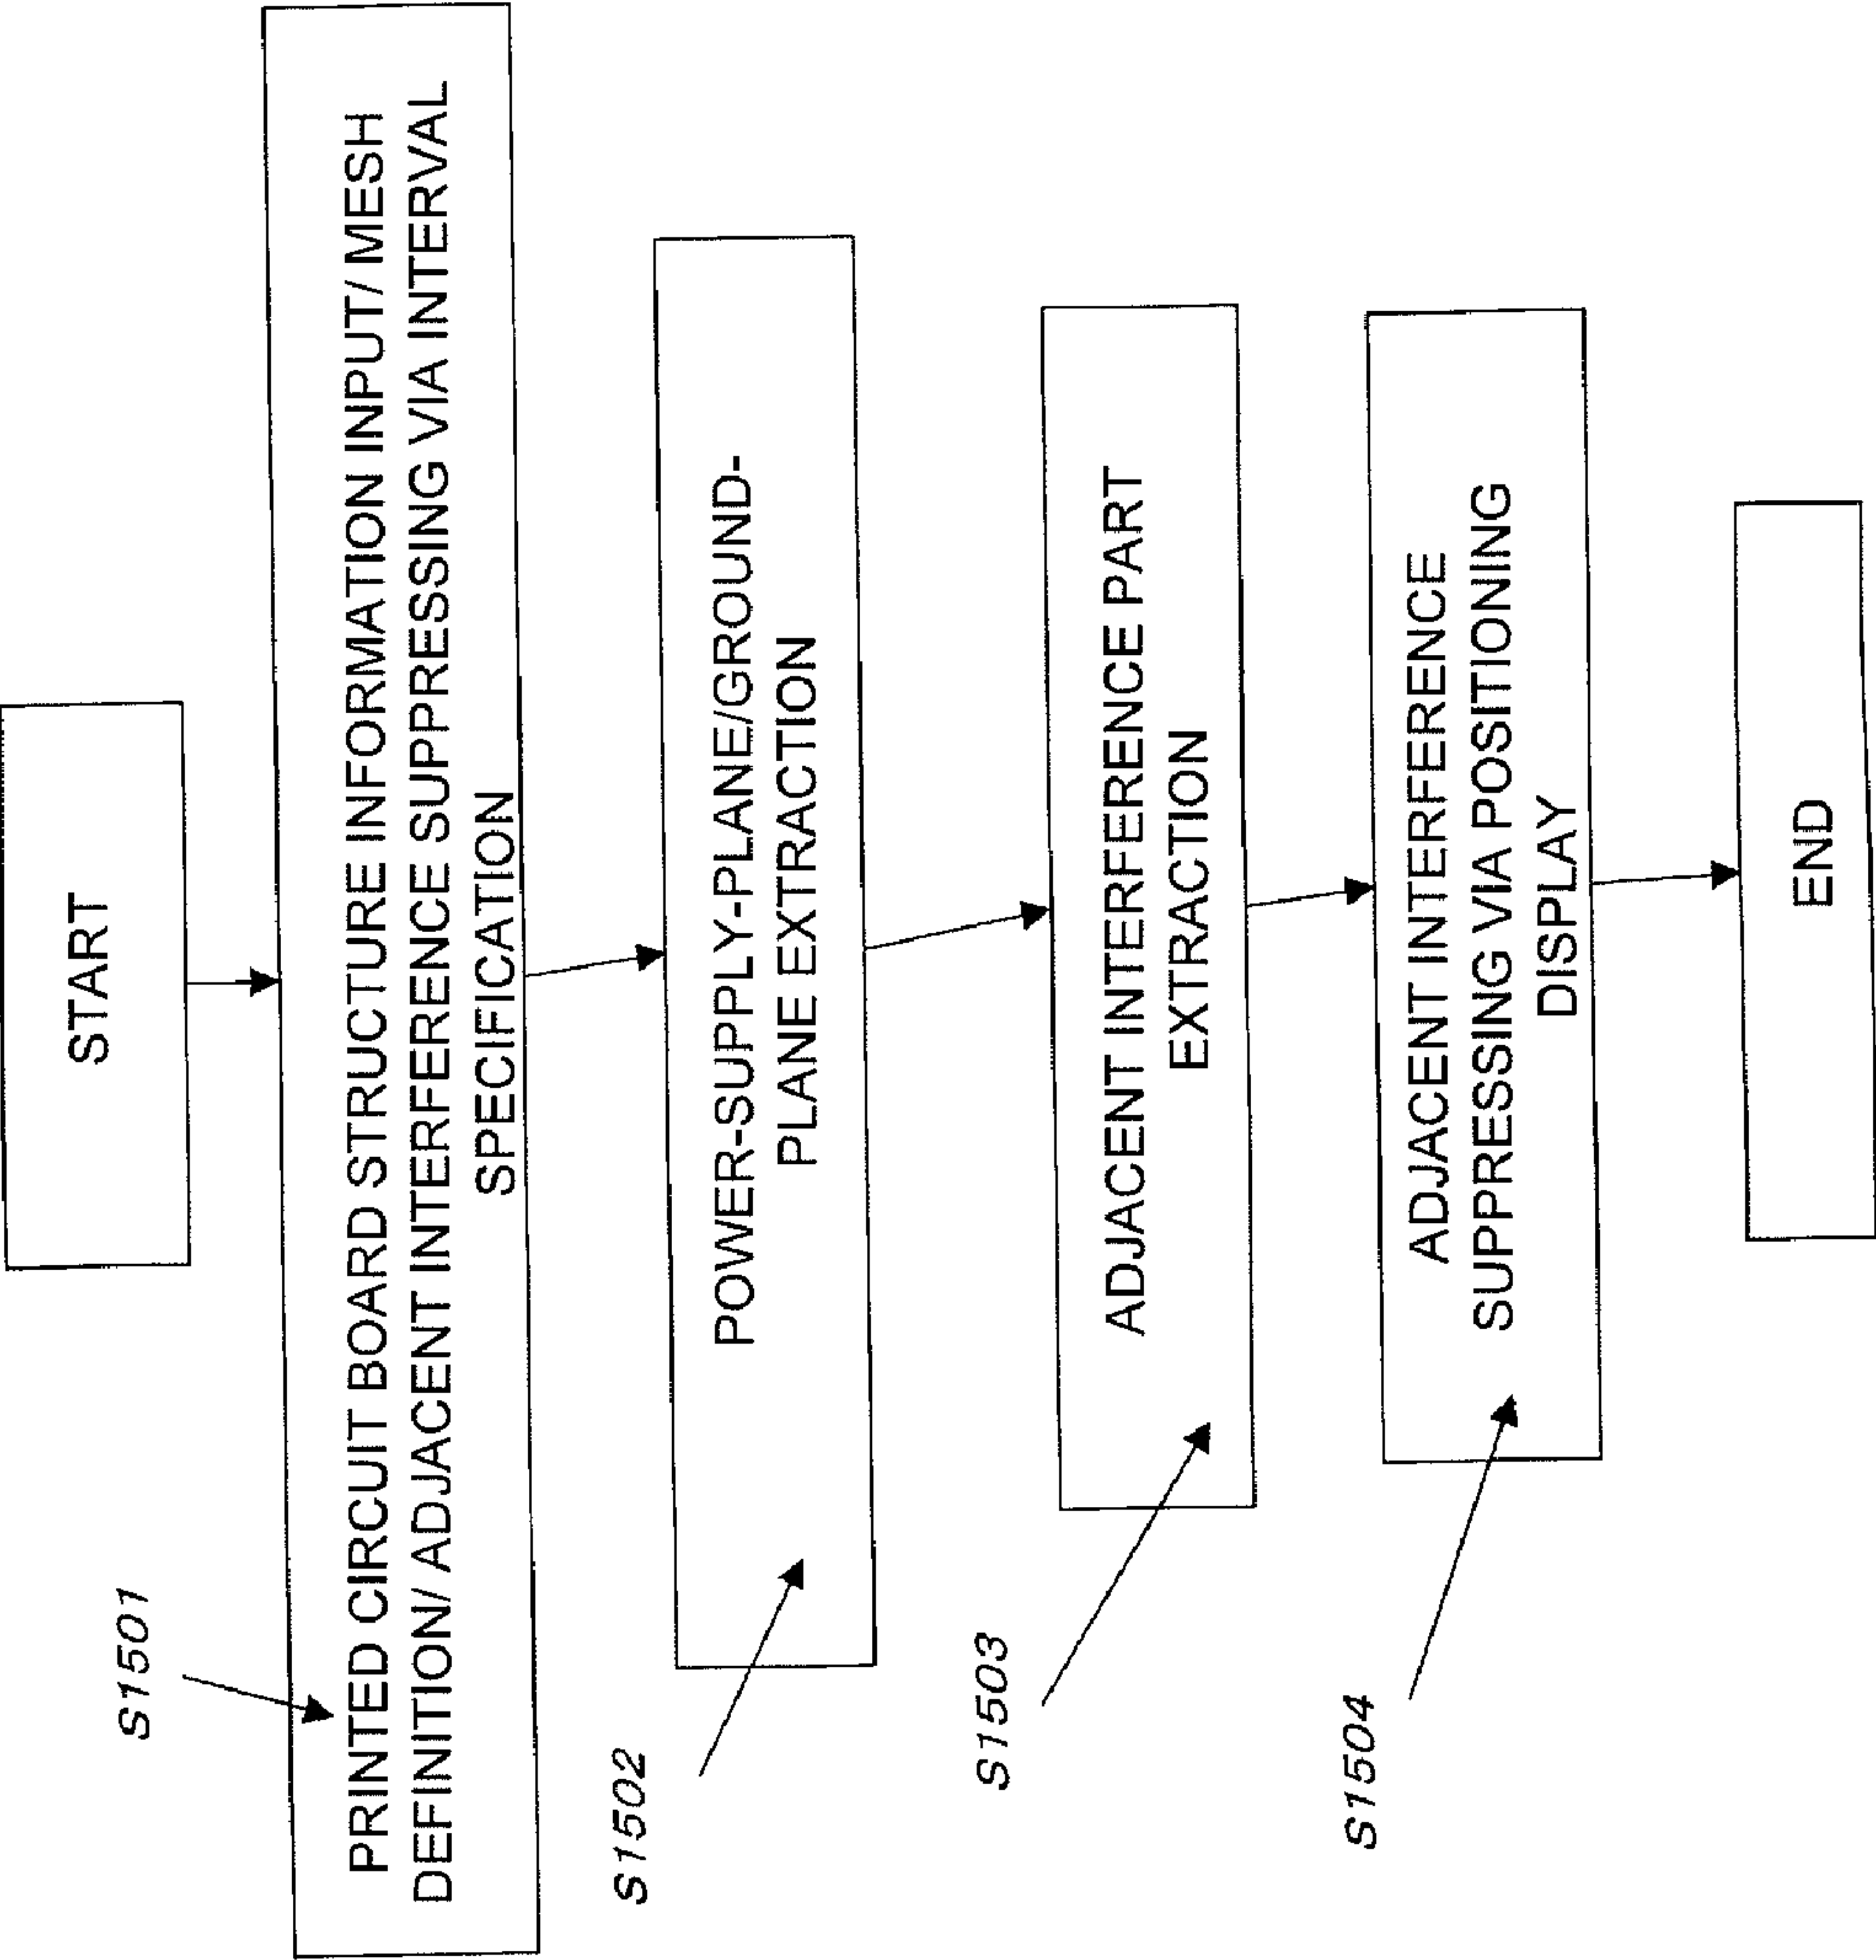 START
S1501
PRINTED CIRCUIT BOARD STRUCTURE INFORMATION INPUT/ MESH
DEFINITION/ ADJACENT INTERFERENCE SUPPRESSING VIA INTERVAL
SPECIFICATION
S1502
POWER-SUPPLY-PLANE/GROUND-
PLANE EXTRACTION
S1503
ADJACENT INTERFERENCE PART
EXTRACTION
S1504
ADJACENT INTERFERENCE
SUPPRESSING VIA POSITIONING
DISPLAY
END